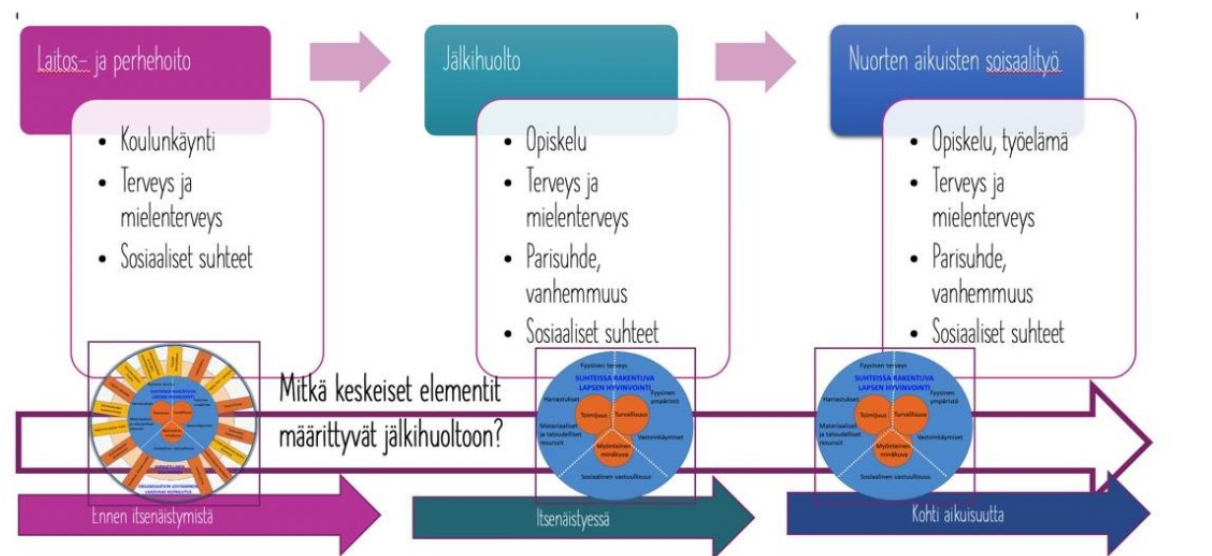 Laitos- ja perhehoito
Jälkihuolto
Nuorten aikuisten soisaalityö
• Koulunkäynti
• Terveys ja
mielenterveys
• Sosiaaliset suhteet
• Opiskelu
• Terveys ja
mielenterveys
• Parisuhde,
vanhemmuus
• Sosiaaliset suhteet
• Opiskelu, työelämä
• Terveys ja
mielenterveys
• Parisuhde,
vanhemmuus
• Sosiaaliset suhteet
Mitkä keskeiset elementit
määrittyvät jälkihuoltoon?
Fyysinen terveys
SUHTEISSA RAKENTUVA
LAPSEN HYVINVOINTI
Harrastukset
Fyysinen
ympäristö
Toimijuus
Turvallisuus
Materiaaliset
ja taloudelliset
resurssit
Vastoinkäymiset
Myönteinen
minäkuva
Sosiaalinen vastuullisuus
Fyysinen terveys
SUHTEISSA RAKENTUVA
LAPSEN HYVINVOINTI
Harrastukset
Fyysinen
ympäristö
Toimijuus
Turvallisuus
Materiaaliset
ja taloudelliset
resurssit
Vastoinkäymiset
Myönteinen
minäkuva
Sosiaalinen vastuullisuus
Ennen itsenäistymistä
Itsenäistyessä
Kohti aikuisuutta